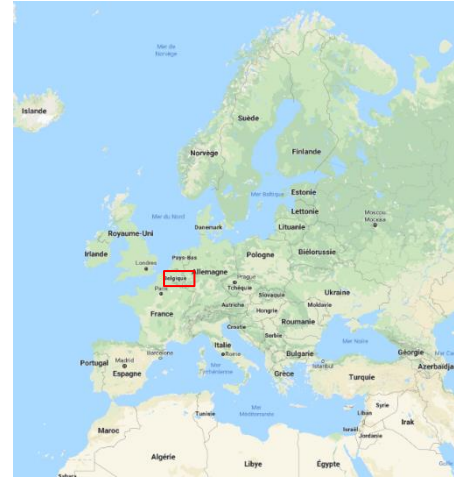 Mer de
Norvège
Islande
Suède
Norvège
Finlande
Mer Baltique
Estonie
Lettonie
Lituanie
Moscou
Москва
Mer du Nord
Danemark
Royaume-Uni
Irlande
Londres
Pays-Bas
Pologne
Biélorussie
Belgique
Allemagne
Prague
Paris
Tchéquie
Slovaquie
Ukraine
Autriche
Hongrie
Moldavie
France
Croatie
Roumanie
Serbie
Italie
Rome
Bulgarie
Mer Noire
Géorgie
Barcelone
Madrid
Portugal
Espagne
Mer
Tyrrhénienne
Grèce
Istanbul
Turquie
Azerbaïdja
Tunisie
Mer
Méditerranée
Syrie
Liban
Irak
Israël
Jordanie
Maroc
Algérie
Libye
Égypte
Sahara